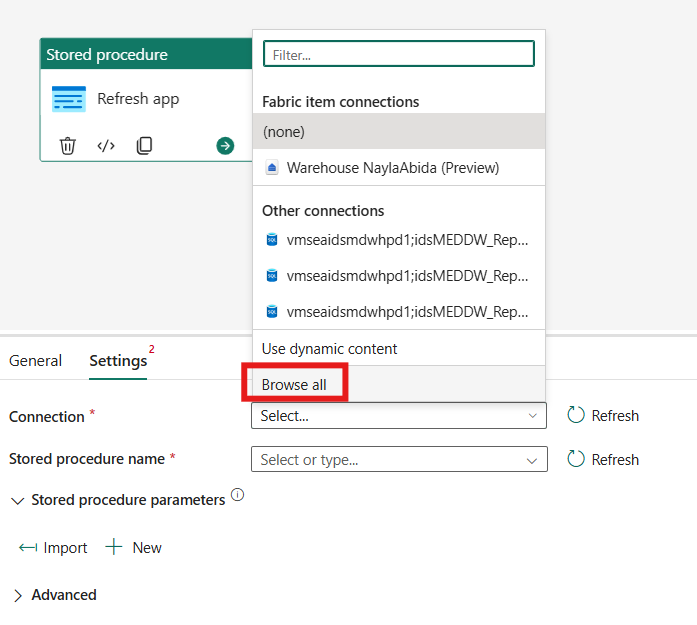 Stored procedure
Refresh app
Filter...
Fabric item connections
(none)
Warehouse NaylaAbida (Preview)
Other connections
vmseaidsmdwhpd1;idsMEDDW_Rep...
vmseaidsmdwhpd1;idsMEDDW_Rep...
vmseaidsmdwhpd1;idsMEDDW_Rep...
Use dynamic content
Browse all
General Settings 2
Connection * Select... Refresh
Stored procedure name * Select or type... Refresh
Stored procedure parameters
Import New
Advanced